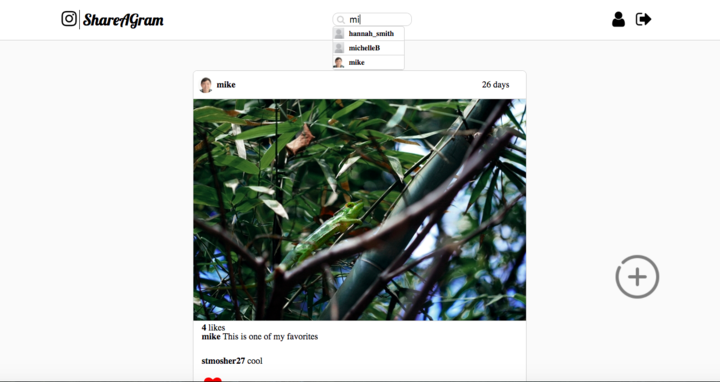 ShareAGram
mi
hannah_smith
michelleB
mike
mike
26 days
4 likes
mike This is one of my favorites
stmosher27 cool